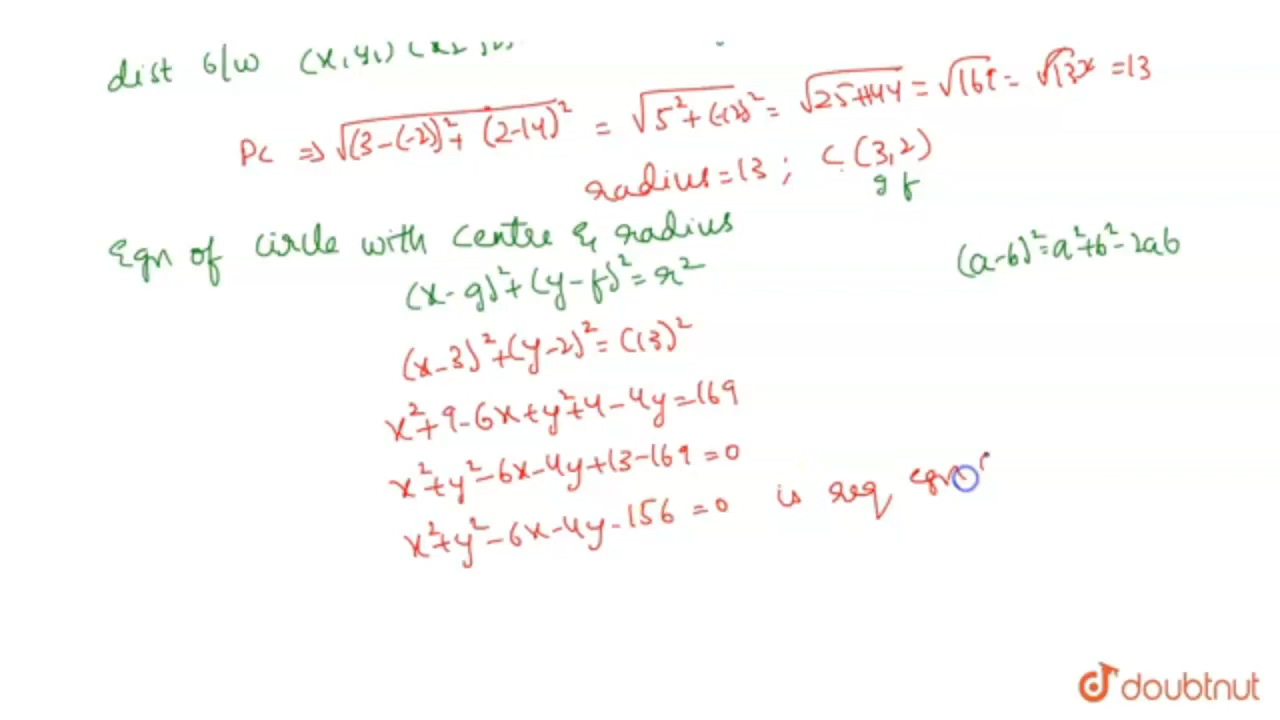 dist b/w (x,y,) (x₂
PC ⇒ √(3-(-2))²+ (2-14)² = √5²+(-12)² = √25+144 = √169 = √13² = 13
radius = 13 ; C (3,2)
g f
Eqn of circle with centre & radius
(a-b)² = a²+b²-2ab
(x-g)²+(y-f)² = r²
(x-3)²+(y-2)² = (13)²
x²+9-6x+y²+4-4y = 169
x²+y²-6x-4y+13-169 = 0
x²+y²-6x-4y-156 = 0 is req eqn
doubtnut